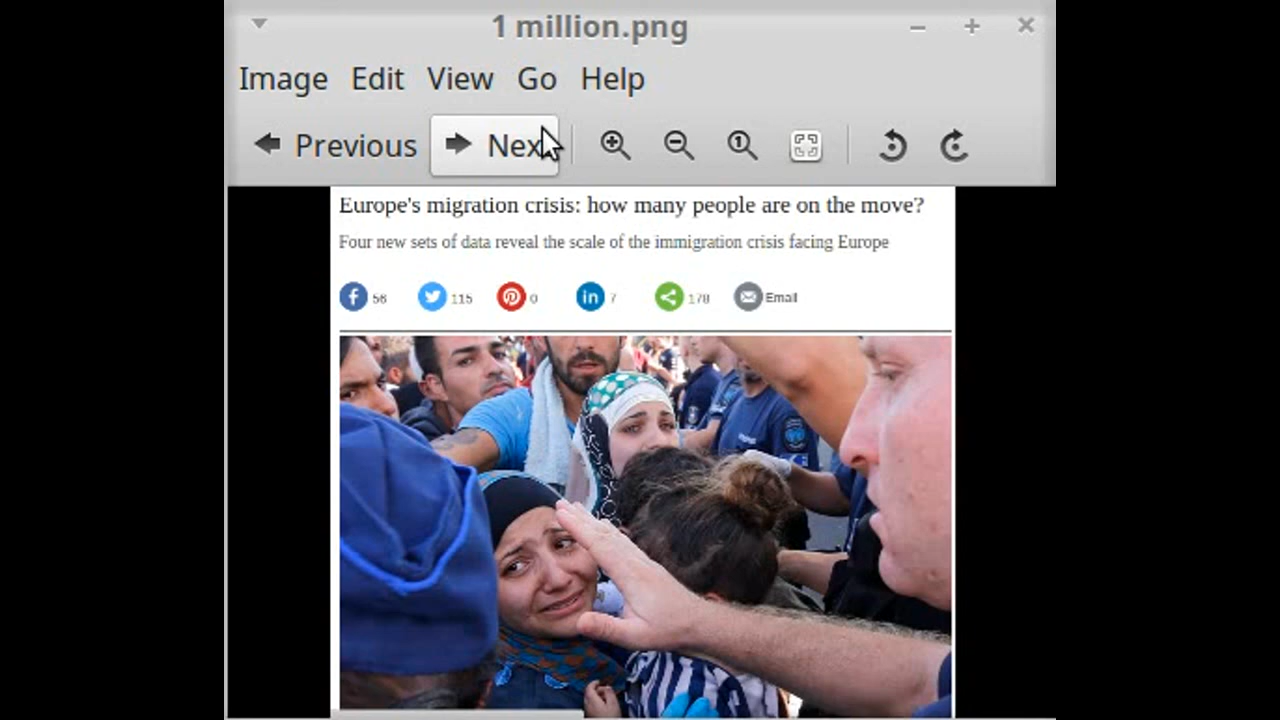 1 million.png
Image Edit View Go Help
Previous Nex
Europe's migration crisis: how many people are on the move?
Four new sets of data reveal the scale of the immigration crisis facing Europe
56 115 0 7 178 Email